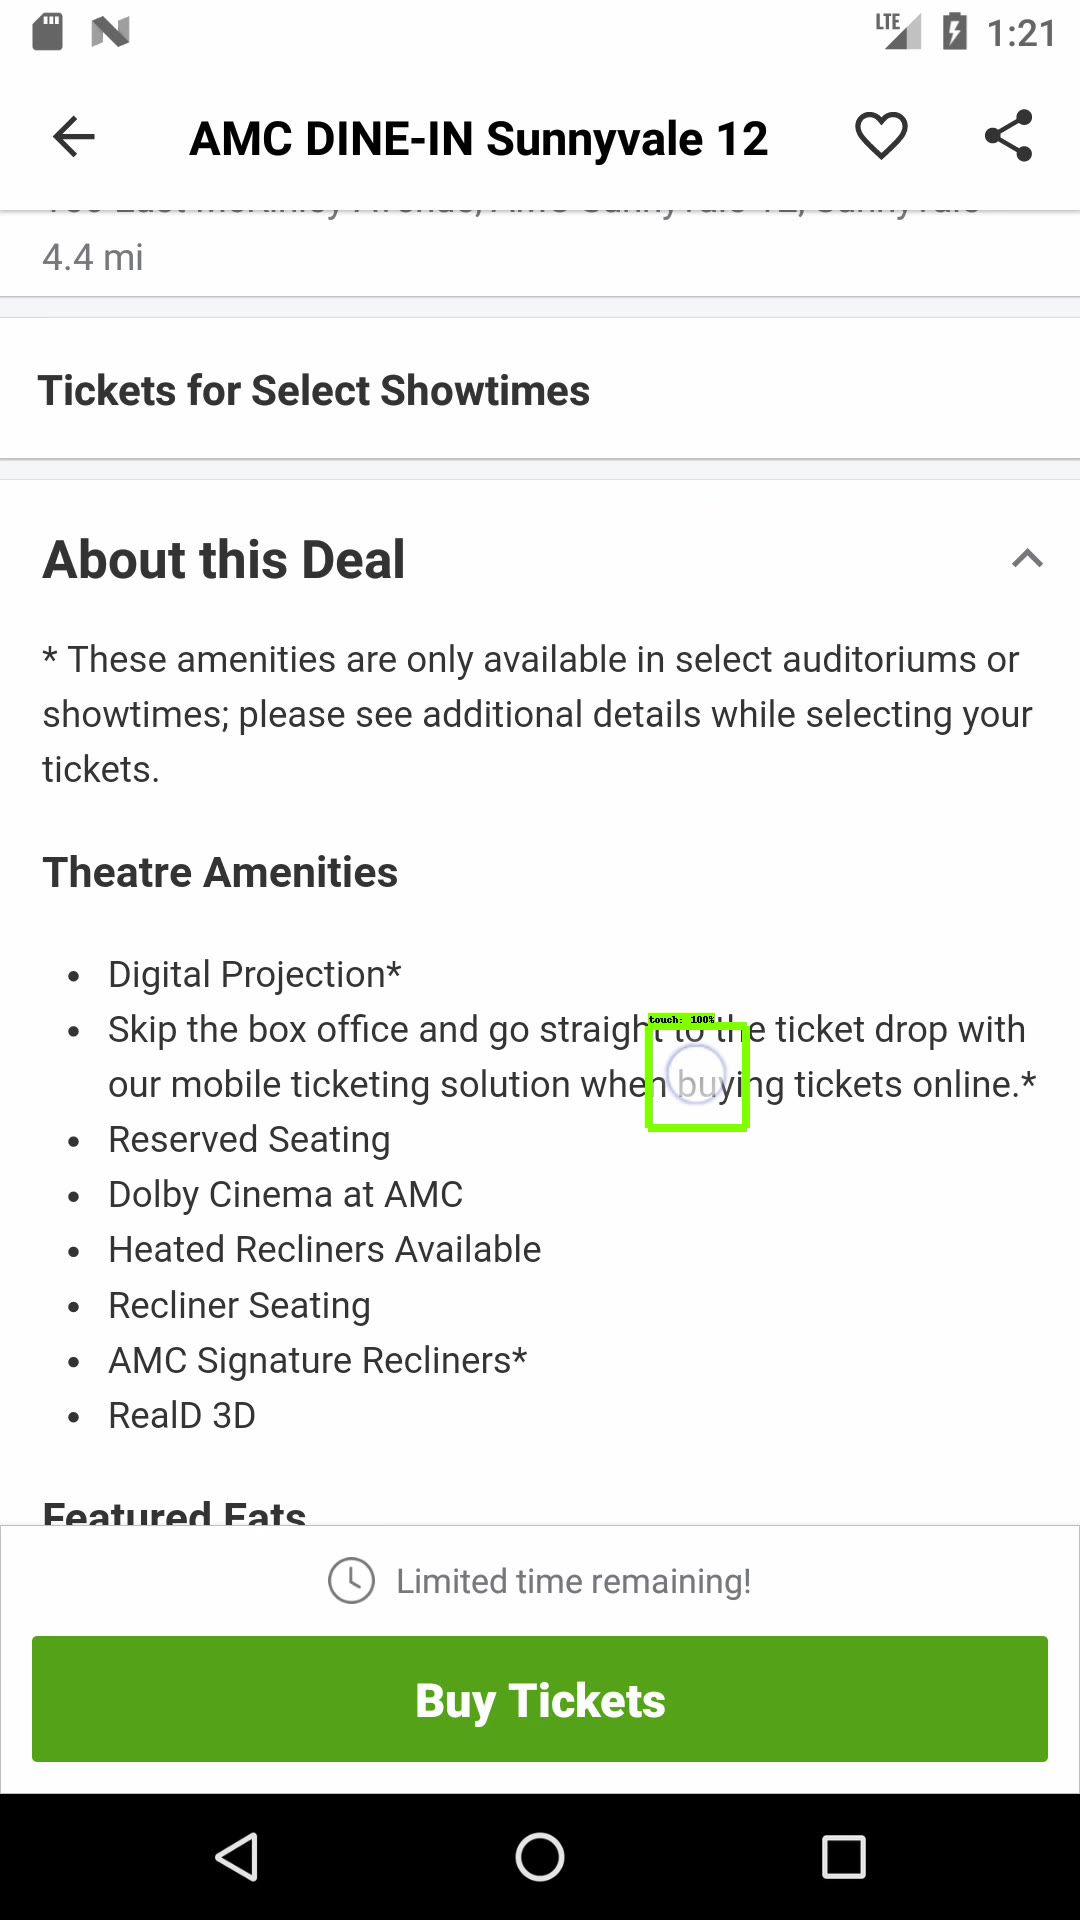 LTE 1:21
AMC DINE-IN Sunnyvale 12
4.4 mi
Tickets for Select Showtimes
About this Deal
* These amenities are only available in select auditoriums or
showtimes; please see additional details while selecting your
tickets.
Theatre Amenities
• Digital Projection*
• Skip the box office and go straight to the ticket drop with
touch: 100%
our mobile ticketing solution when buying tickets online.*
• Reserved Seating
• Dolby Cinema at AMC
• Heated Recliners Available
• Recliner Seating
• AMC Signature Recliners*
• RealD 3D
Featured Eats
Limited time remaining!
Buy Tickets